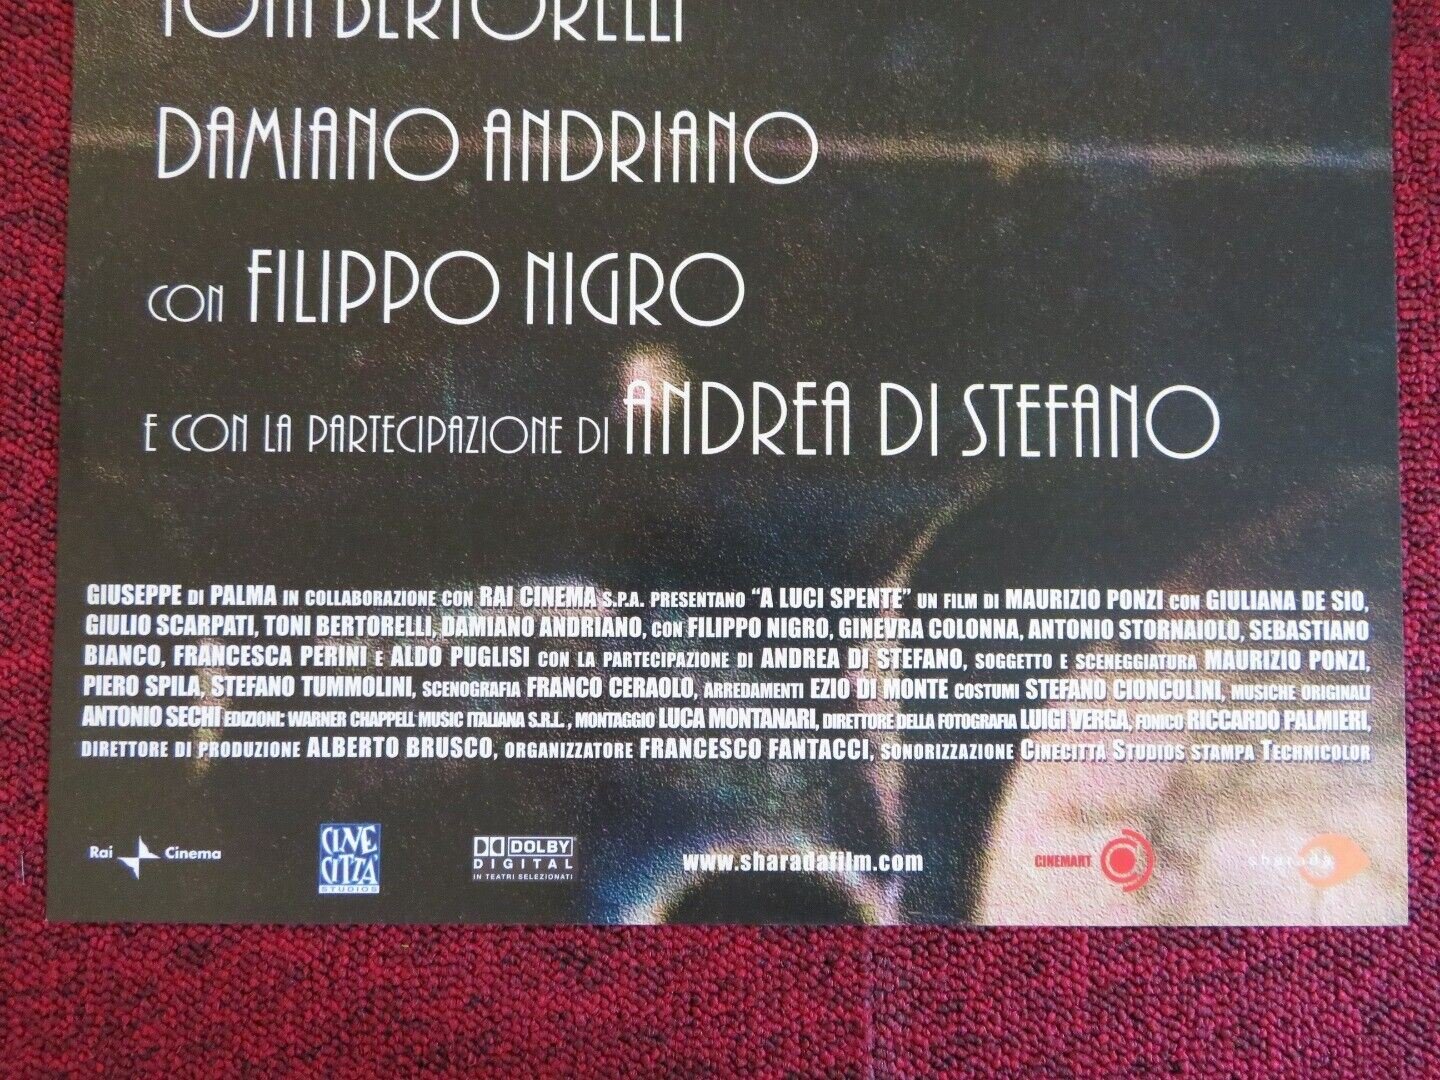 TONI BERTORELLI
DAMIANO ANDRIANO
CON FILIPPO NIGRO
E CON LA PARTECIPAZIONE DI ANDREA DI STEFANO
GIUSEPPE DI PALMA IN COLLABORAZIONE CON RAI CINEMA S.P.A. PRESENTANO "A LUCI SPENTE" UN FILM DI MAURIZIO PONZI CON GIULIANA DE SIO,
GIULIO SCARPATI, TONI BERTORELLI, DAMIANO ANDRIANO, CON FILIPPO NIGRO, GINEVRA COLONNA, ANTONIO STORNAIOLO, SEBASTIANO
BIANCO, FRANCESCA PERINI E ALDO PUGLISI CON LA PARTECIPAZIONE DI ANDREA DI STEFANO, SOGGETTO E SCENEGGIATURA MAURIZIO PONZI,
PIERO SPILA, STEFANO TUMMOLINI, SCENOGRAFIA FRANCO CERAOLO, ARREDAMENTI EZIO DI MONTE COSTUMI STEFANO CIONCOLINI, MUSICHE ORIGINALI
ANTONIO SECHI EDIZIONI: WARNER CHAPPELL MUSIC ITALIANA S.R.L., MONTAGGIO LUCA MONTANARI, DIRETTORE DELLA FOTOGRAFIA LUIGI VERGA, FONICO RICCARDO PALMIERI,
DIRETTORE DI PRODUZIONE ALBERTO BRUSCO, ORGANIZZATORE FRANCESCO FANTACCI, SONORIZZAZIONE CINECITTA STUDIOS STAMPA TECHNICOLOR
Rai Cinema
CINE
CITTÀ
STUDIOS
DOLBY
DIGITAL
IN TEATRI SELEZIONATI
www.sharadafilm.com
CINEMART
sharada